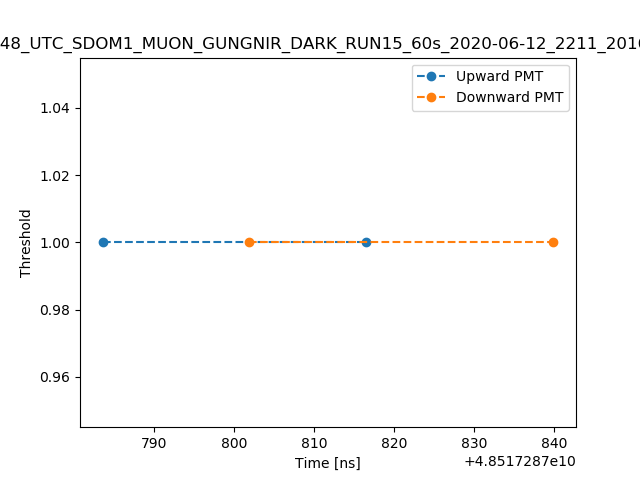 48_UTC_SDOM1_MUON_GUNGNIR_DARK_RUN15_60s_2020-06-12_2211_2016
Upward PMT
Downward PMT
1.04
1.02
1.00
0.98
0.96
Threshold
790 800 810 820 830 840
Time [ns]
+4.8517287e10